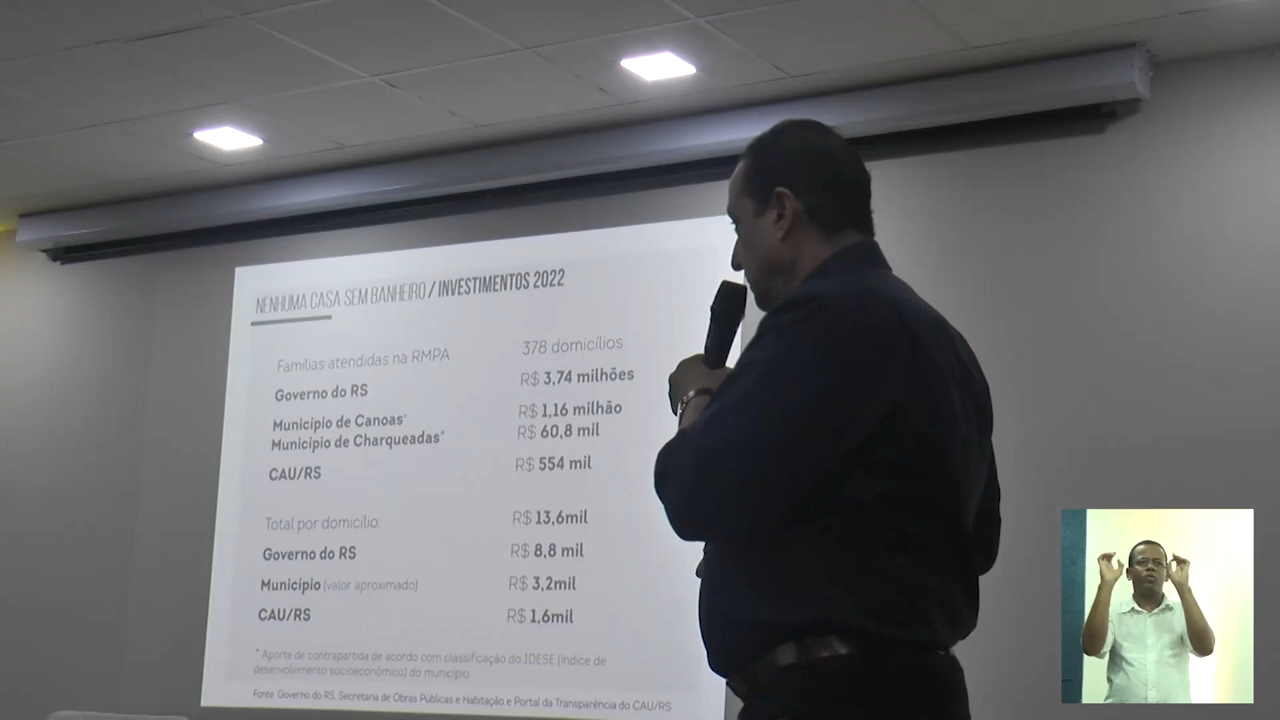 NENHUMA CASA SEM BANHEIRO / INVESTIMENTOS 2022
Famílias atendidas na RMPA 378 domicílios
Governo do RS R$ 3,74 milhões
Município de Canoas* R$ 1,16 milhão
Município de Charqueadas* R$ 60,8 mil
CAU/RS R$ 554 mil
Total por domicílio R$ 13,6mil
Governo do RS R$ 8,8 mil
Município (valor aproximado) R$ 3,2mil
CAU/RS R$ 1,6mil
* Aporte de contrapartida de acordo com classificação do IDESE (índice de
desenvolvimento socioeconômico) do município
Fonte: Governo do RS, Secretaria de Obras Públicas e Habitação e Portal da Transparência do CAU/RS